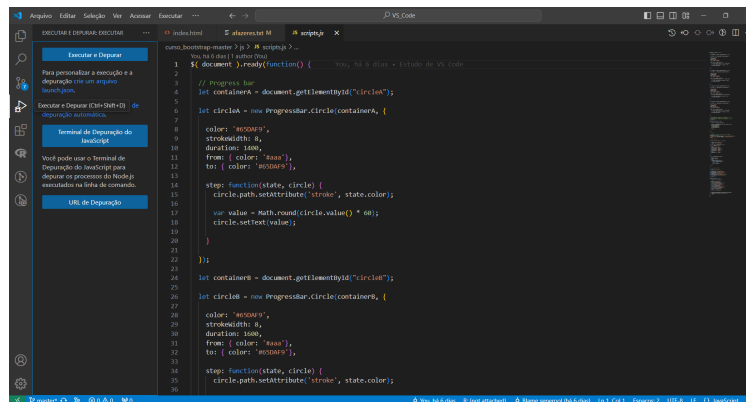 Arquivo Editar Seleção Ver Acessar Executar ... VS_Code
EXECUTAR E DEPURAR: EXECUTAR ...
Executar e Depurar
Para personalizar a execução e a
depuração crie um arquivo
launch.json.
Executar e Depurar (Ctrl+Shift+D) de
depuração automática.
Terminal de Depuração do
JavaScript
Você pode usar o Terminal de
Depuração do JavaScript para
depurar os processos do Node.js
executados na linha de comando.
URL de Depuração
index.html afazeres.txt M JS scripts.js X
curso_bootstrap-master > js > JS scripts.js > ...
You, há 6 dias | 1 author (You)
1 $( document ).ready(function() { You, há 6 dias • Estado de VS Code
2
3 // Progress bar
4 let containerA = document.getElementById("circleA");
5
6 let circleA = new ProgressBar.Circle(containerA, {
7
8 color: '#65DAF9',
9 strokeWidth: 8,
10 duration: 1400,
11 from: { color: '#aaa'},
12 to: { color: '#65DAF9'},
13
14 step: function(state, circle) {
15 circle.path.setAttribute('stroke', state.color);
16
17 var value = Math.round(circle.value() * 60);
18 circle.setText(value);
19
20 }
21
22 });
23
24 let containerB = document.getElementById("circleB");
25
26 let circleB = new ProgressBar.Circle(containerB, {
27
28 color: '#65DAF9',
29 strokeWidth: 8,
30 duration: 1600,
31 from: { color: '#aaa'},
32 to: { color: '#65DAF9'},
33
34 step: function(state, circle) {
35 circle.path.setAttribute('stroke', state.color);
36
master* You, há 6 dias (not attached) Blame (há 6 dias) Ln 1, Col 1 Espaços: 2 UTF-8 LF {} JavaScript